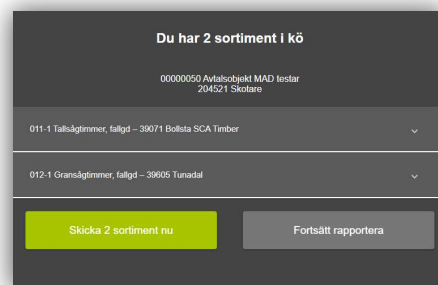 Du har 2 sortiment i kö
00000050 Avtalsobjekt MAD testar
204521 Skotare
011-1 Tallsågtimmer, fallgd – 39071 Bollsta SCA Timber
012-1 Gransågtimmer, fallgd – 39605 Tunadal
Skicka 2 sortiment nu
Fortsätt rapportera